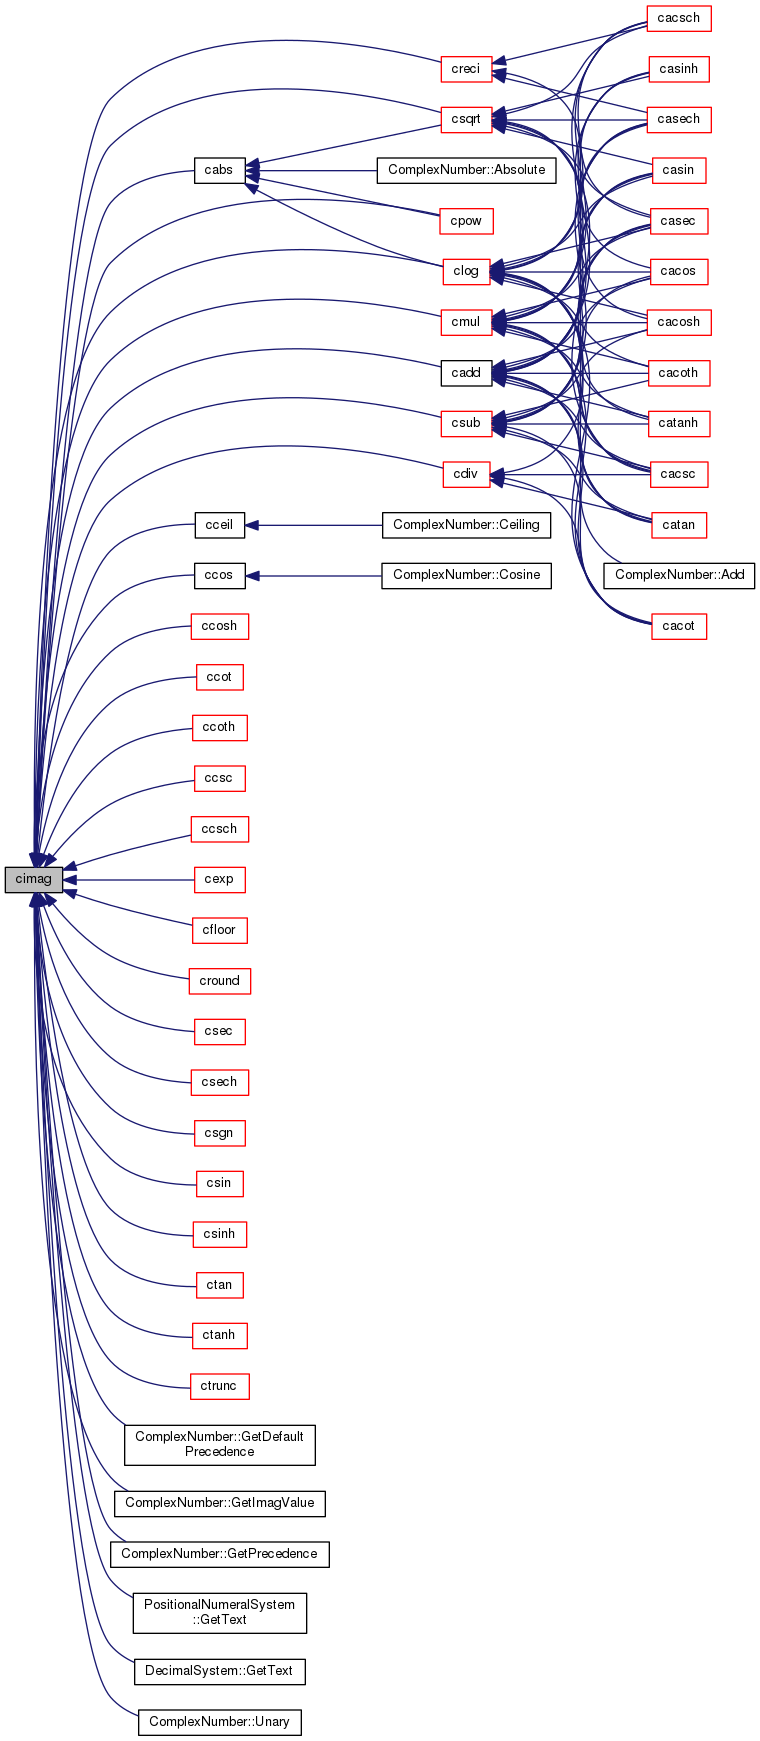 cacsch
creci
casinh
csqrt
casech
cabs
ComplexNumber::Absolute
casin
cpow
casec
clog
cacos
cmul
cacosh
cadd
cacoth
csub
catanh
cdiv
cacsc
cceil
ComplexNumber::Ceiling
catan
ccos
ComplexNumber::Cosine
ComplexNumber::Add
ccosh
cacot
ccot
ccoth
ccsc
ccsch
cimag
cexp
cfloor
cround
csec
csech
csgn
csin
csinh
ctan
ctanh
ctrunc
ComplexNumber::GetDefault
Precedence
ComplexNumber::GetImagValue
ComplexNumber::GetPrecedence
PositionalNumeralSystem
::GetText
DecimalSystem::GetText
ComplexNumber::Unary